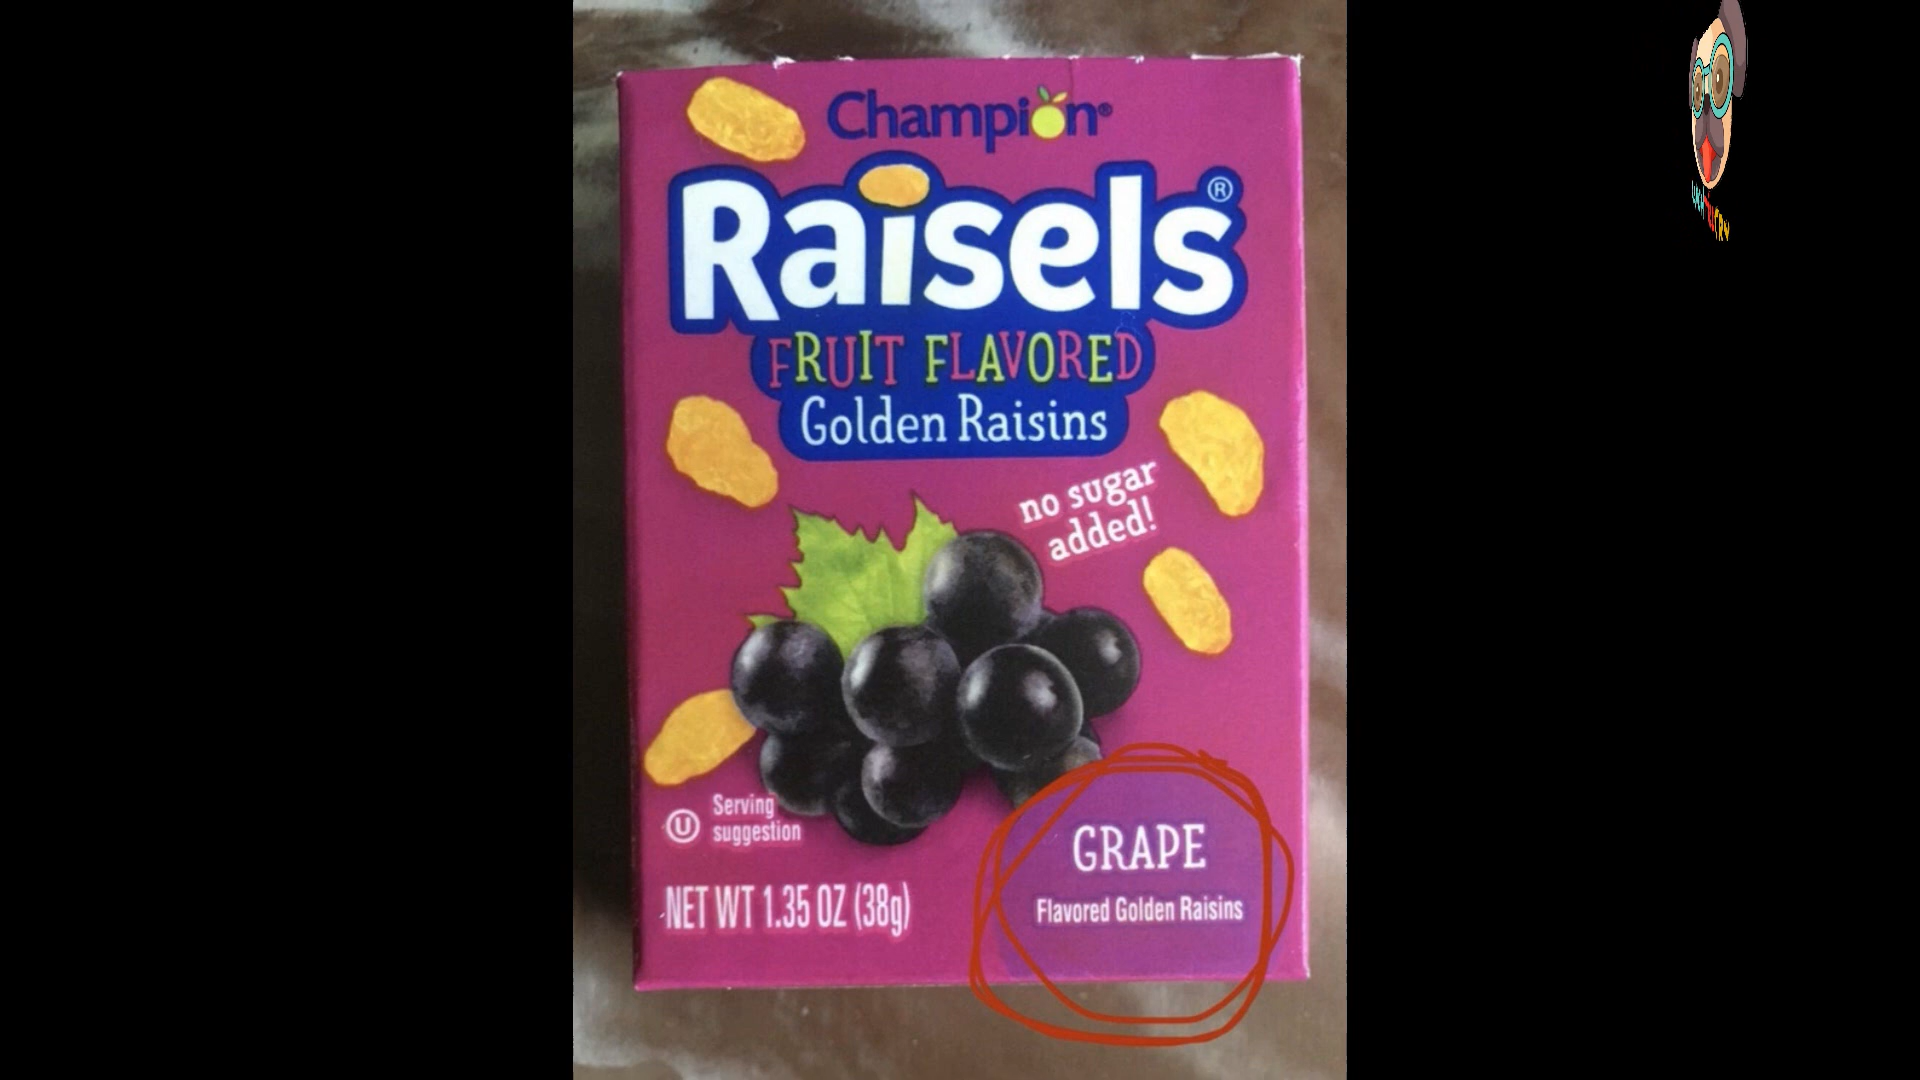 Champion®
Raisels®
FRUIT FLAVORED
Golden Raisins
no sugar
added!
U
Serving
suggestion
NET WT 1.35 OZ (38g)
GRAPE
Flavored Golden Raisins